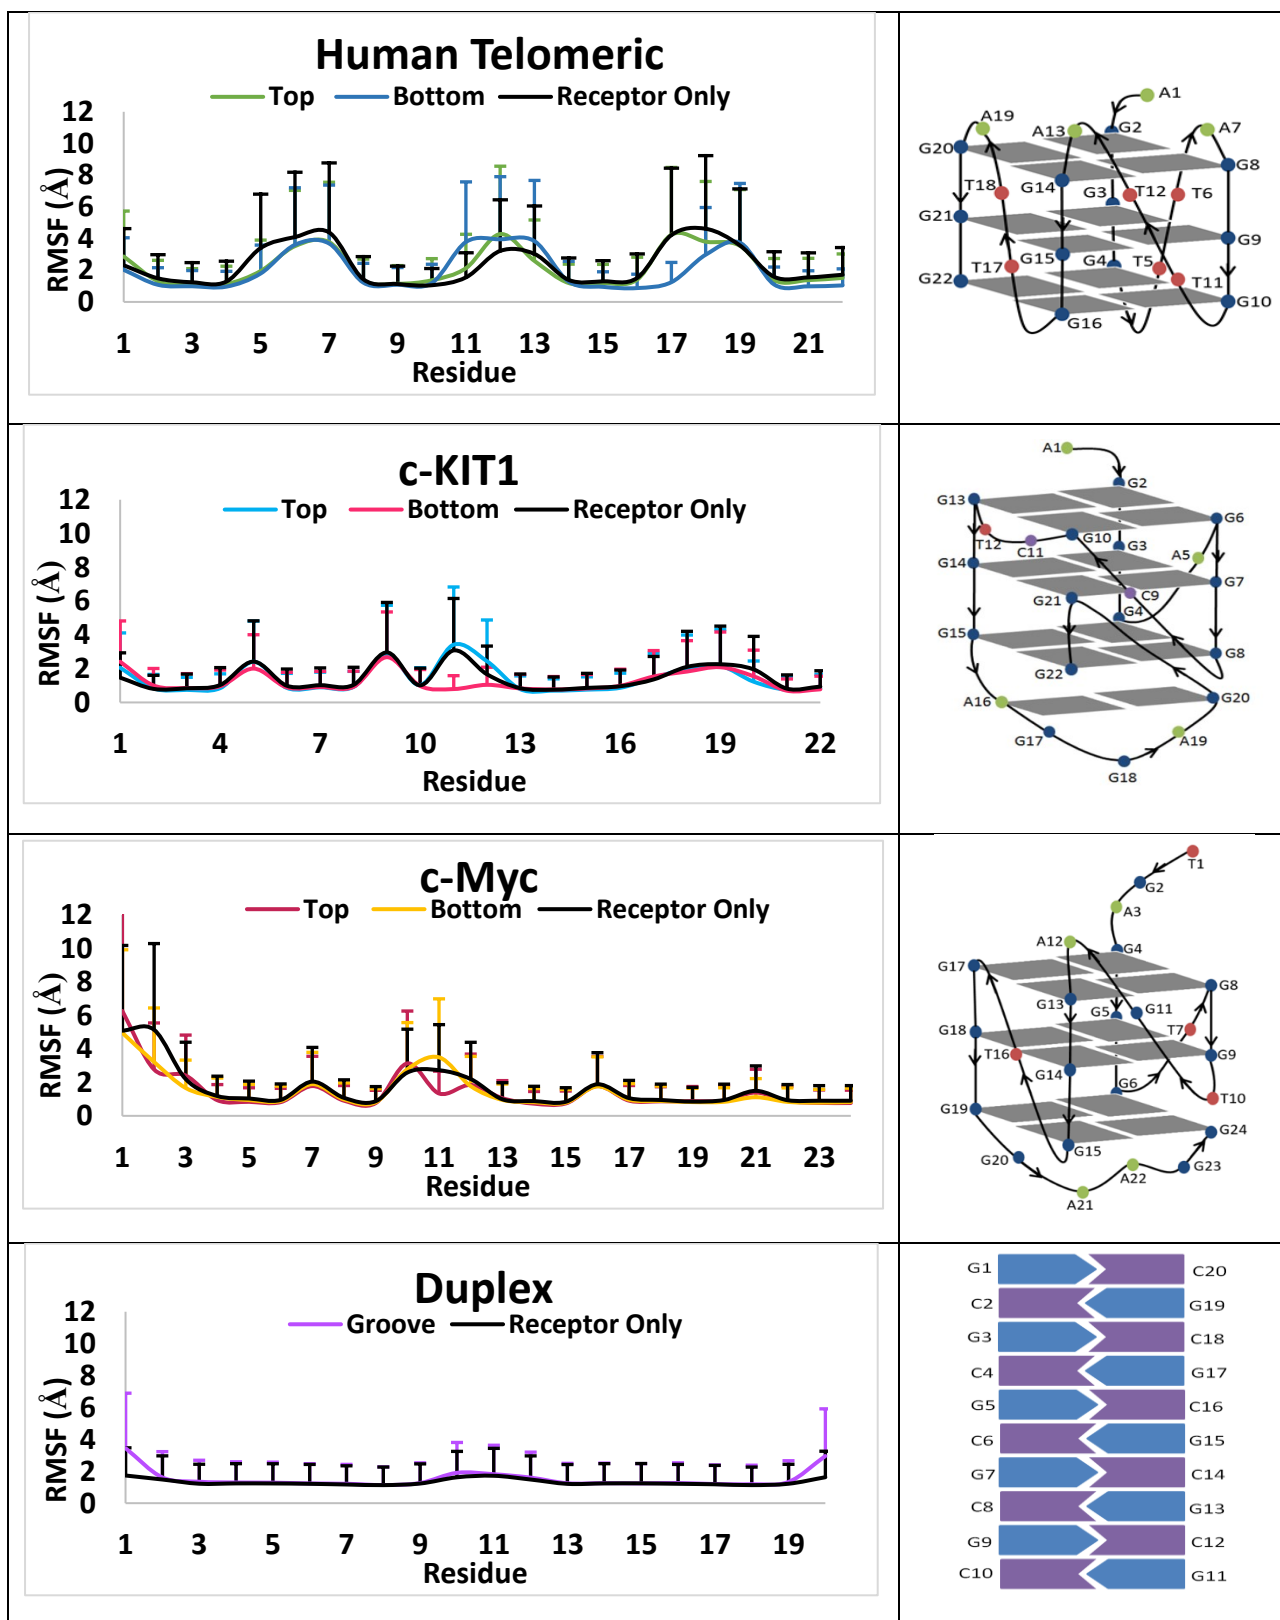 Human Telomeric
Top Bottom Receptor Only
12
10
8
6
4
2
0
RMSF (Å)
1 3 5 7 9 11 13 15 17 19 21
Residue
A1
A19 A13 G2 A7
G20 G8
T18 G14 G3 T12 T6
G21 G9
G15 G4 T5
T17 T11
G22 G10
G16
c-KIT1
Top Bottom Receptor Only
12
10
8
6
4
2
0
RMSF (Å)
1 4 7 10 13 16 19 22
Residue
A1
G2
G13 G6
T12 G10 G3 A5
C11
G14 G7
G21 C9
G4
G15 G8
G22
A16 G20
G17 A19
G18
c-Myc
Top Bottom Receptor Only
12
10
8
6
4
2
0
RMSF (Å)
1 3 5 7 9 11 13 15 17 19 21 23
Residue
T1
G2
A3
A12 G4
G17 G8
G13 G5 G11
G18 T7
T16 G9
G14 G6
G19 T10
G15 G24
G20 A22 G23
A21
Duplex
Groove Receptor Only
12
10
8
6
4
2
0
RMSF (Å)
1 3 5 7 9 11 13 15 17 19
Residue
G1 C20
C2 G19
G3 C18
C4 G17
G5 C16
C6 G15
G7 C14
C8 G13
G9 C12
C10 G11